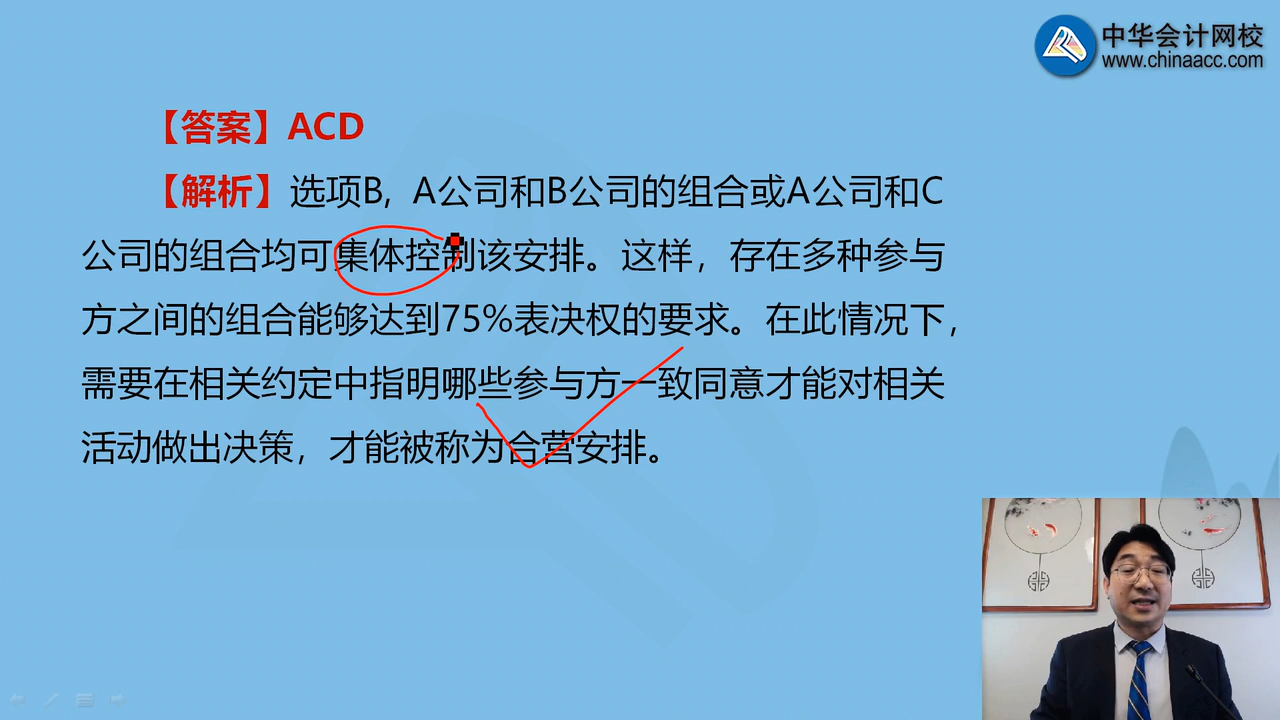 中华会计网校
www.chinaacc.com
【答案】ACD
【解析】选项B, A公司和B公司的组合或A公司和C
公司的组合均可集体控制该安排。这样，存在多种参与
方之间的组合能够达到75%表决权的要求。在此情况下，
需要在相关约定中指明哪些参与方一致同意才能对相关
活动做出决策，才能被称为合营安排。